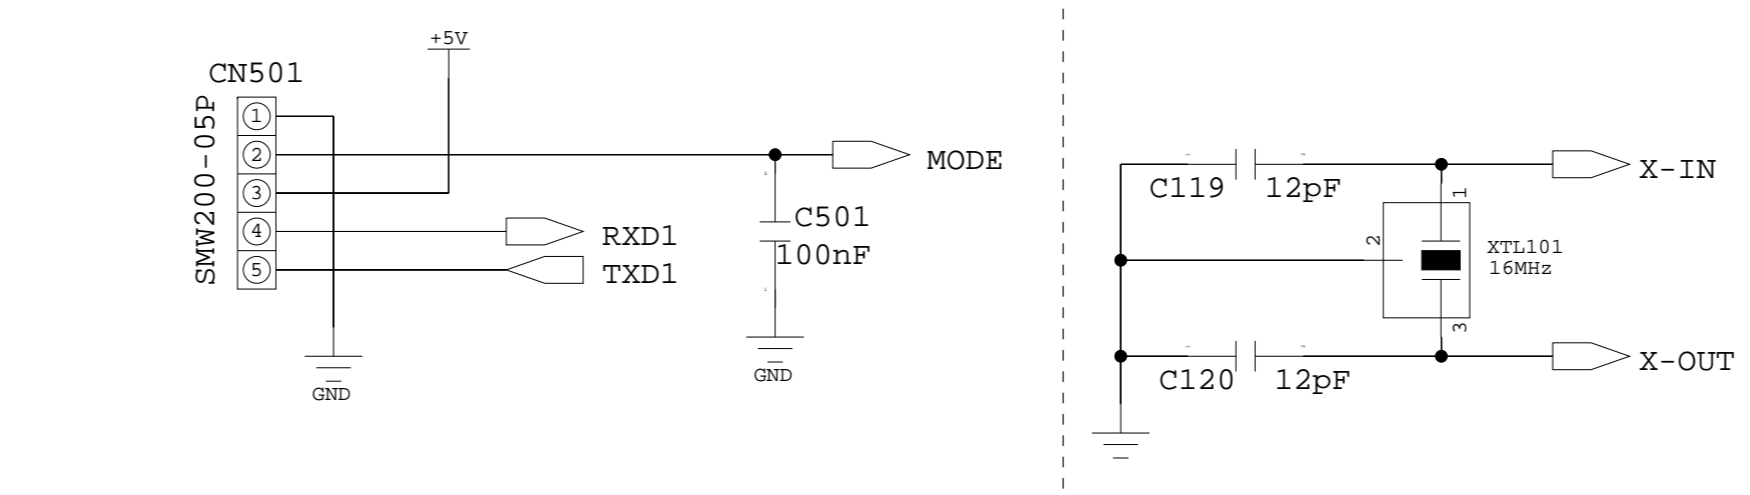 +5V
CN501
SMW200-05P
1
2
3
4
5
MODE
C501
100nF
RXD1
TXD1
GND
GND
C119
12pF
X-IN
1
2
XTL101
16MHz
3
C120
12pF
X-OUT